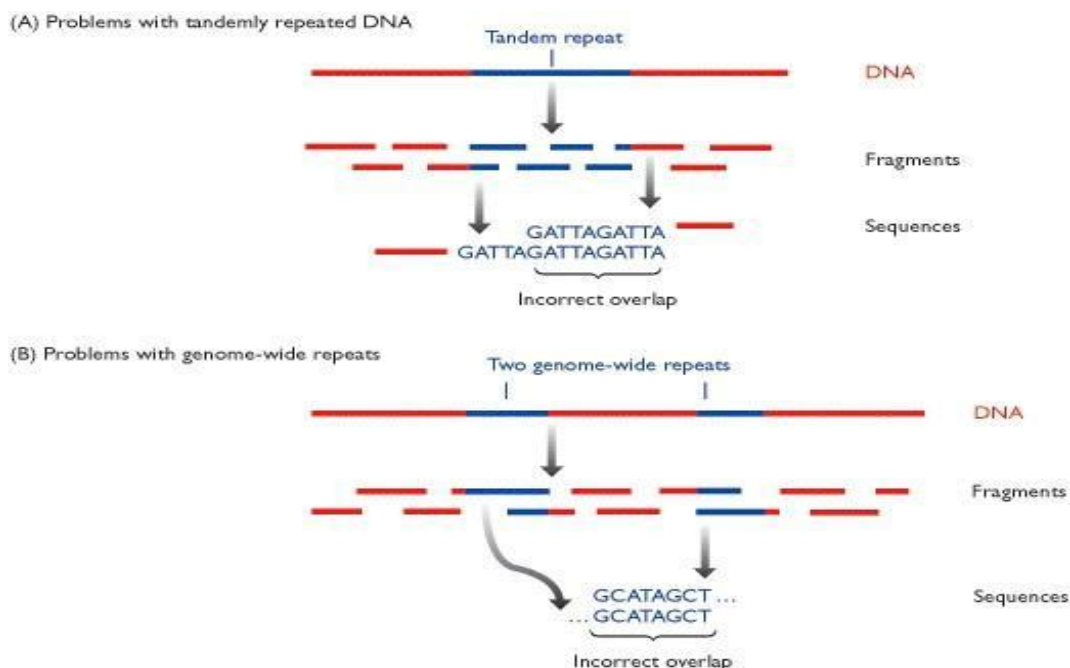 (A) Problems with tandemly repeated DNA
Tandem repeat
DNA
Fragments
Sequences
GATTAGATTA
GATTAGATTAGATTA
Incorrect overlap
(B) Problems with genome-wide repeats
Two genome-wide repeats
DNA
Fragments
Sequences
GCATAGCT ...
... GCATAGCT
Incorrect overlap